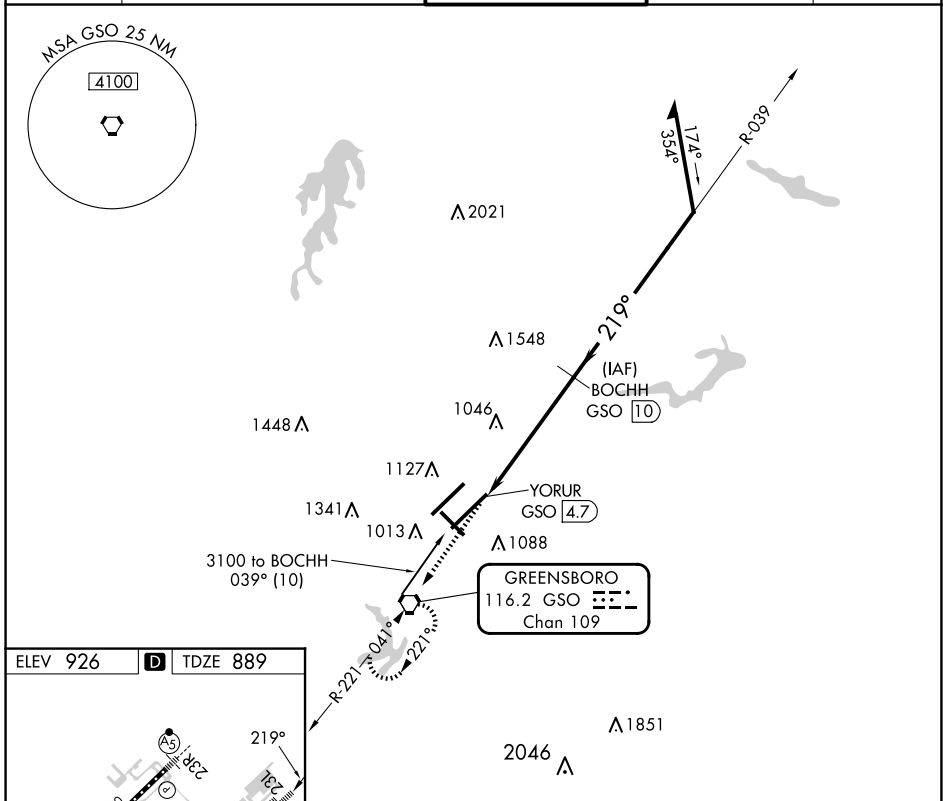 MSA GSO 25 NM
4100
R-039
174°
354°
2021
219°
1548
(IAF)
BOCHH
GSO 10
1046
1448
1127
YORUR
GSO 4.7
1341
1013
1088
3100 to BOCHH
039° (10)
GREENSBORO
116.2 GSO
Chan 109
R-221
041°
221°
ELEV 926 D TDZE 889
1851
2046
219°
A5
23R
23L
P